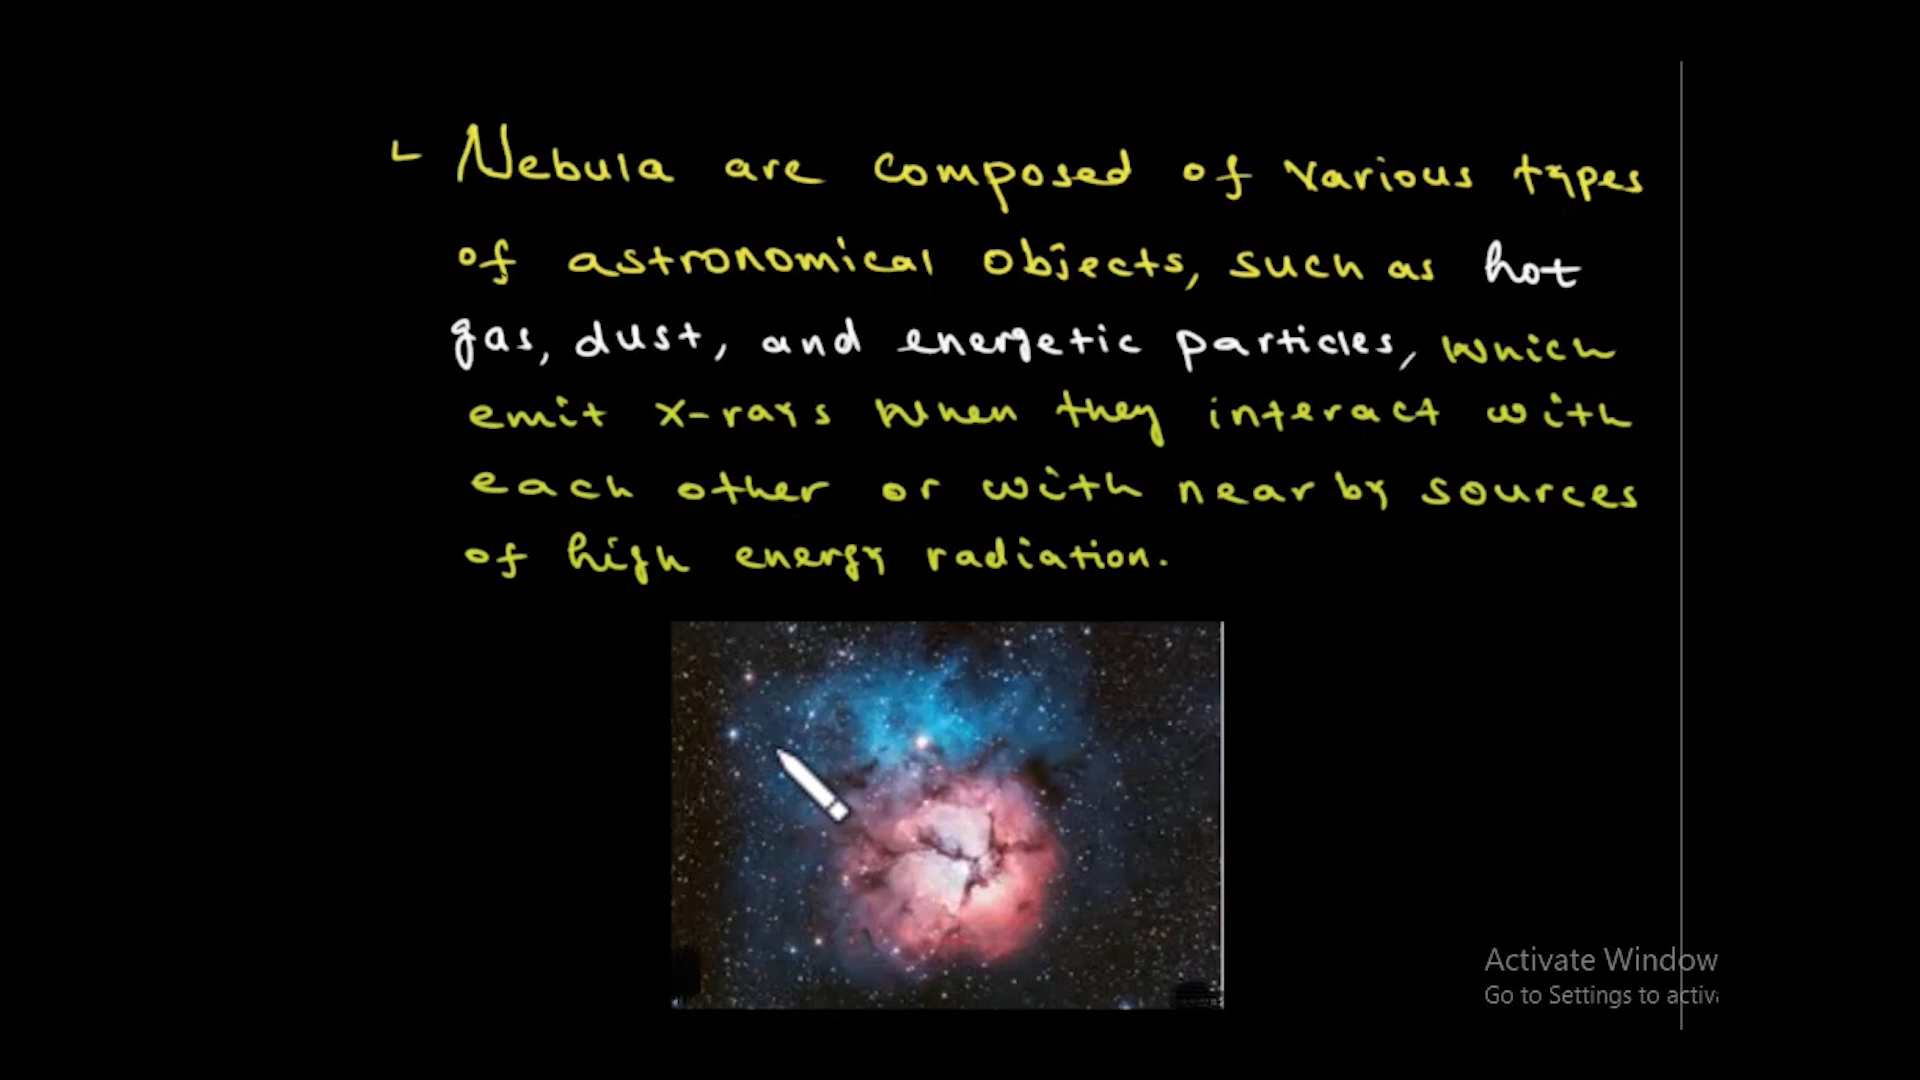 Nebula are composed of various types
of astronomical objects, such as hot
gas, dust, and energetic particles, which
emit x-rays when they interact with
each other or with near by sources
of high energy radiation.
Activate Window
Go to Settings to activ